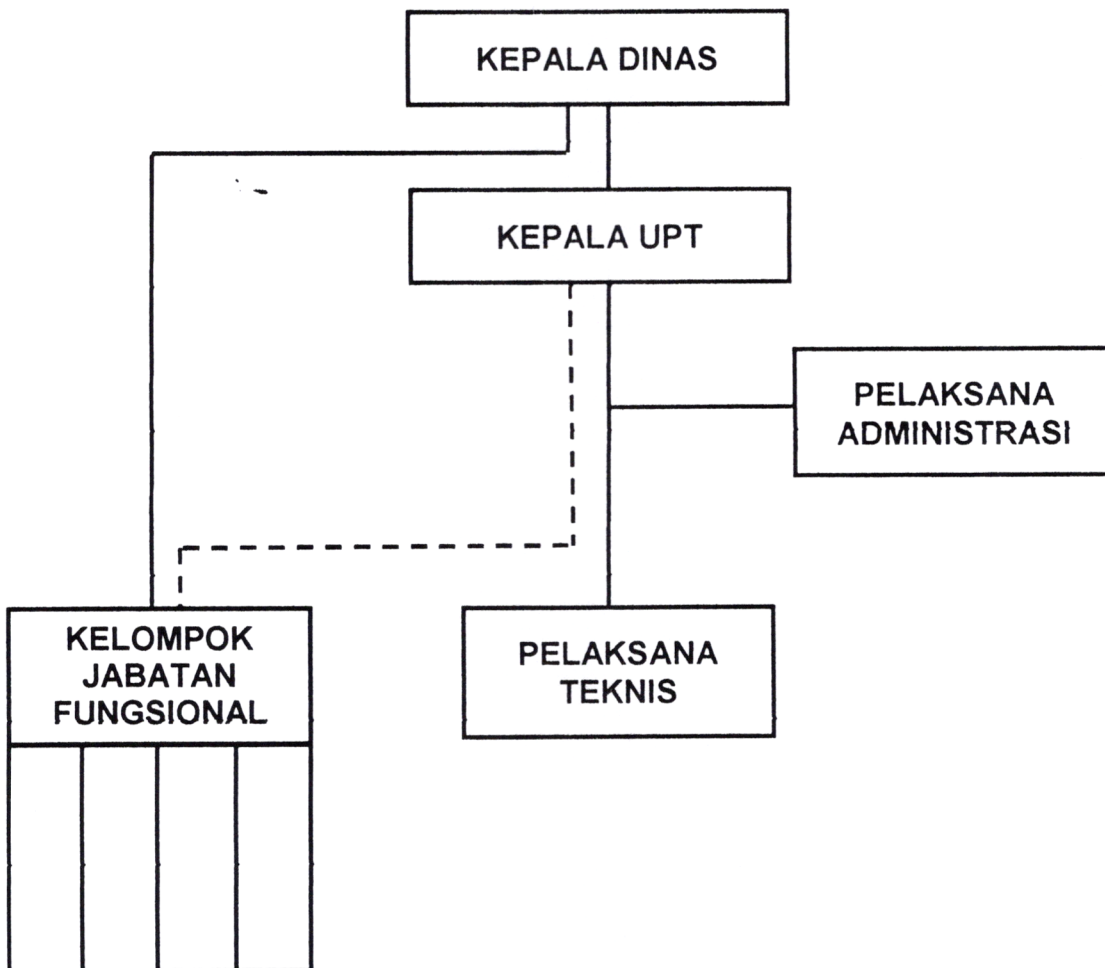 KEPALA DINAS
KEPALA UPT
PELAKSANA
ADMINISTRASI
KELOMPOK
JABATAN
FUNGSIONAL
PELAKSANA
TEKNIS